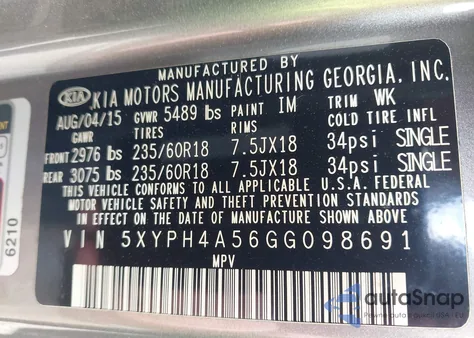 MANUFACTURED BY
KIA KIA MOTORS MANUFACTURING GEORGIA, INC.
AUG/04/15 GVWR 5489 lbs PAINT IM TRIM WK
GAWR TIRES RIMS COLD TIRE INFL
FRONT 2976 lbs 235/60R18 7.5JX18 34psi SINGLE
REAR 3075 lbs 235/60R18 7.5JX18 34psi SINGLE
THIS VEHICLE CONFORMS TO ALL APPLICABLE U.S.A. FEDERAL
MOTOR VEHICLE SAFETY AND THEFT PREVENTION STANDARDS
IN EFFECT ON THE DATE OF MANUFACTURE SHOWN ABOVE
VIN 5XYPH4A56GG098691
MPV
6210
autoSnap